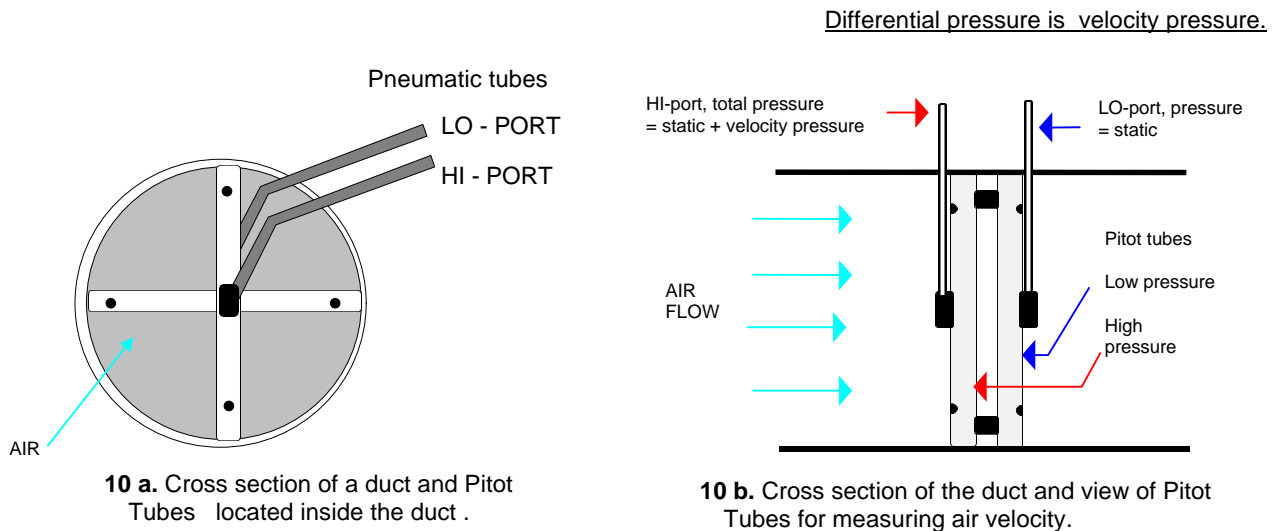 Differential pressure is velocity pressure.
Pneumatic tubes
LO - PORT
HI - PORT
AIR
10 a. Cross section of a duct and Pitot
Tubes located inside the duct .
HI-port, total pressure
= static + velocity pressure
LO-port, pressure
= static
AIR
FLOW
Pitot tubes
Low pressure
High
pressure
10 b. Cross section of the duct and view of Pitot
Tubes for measuring air velocity.